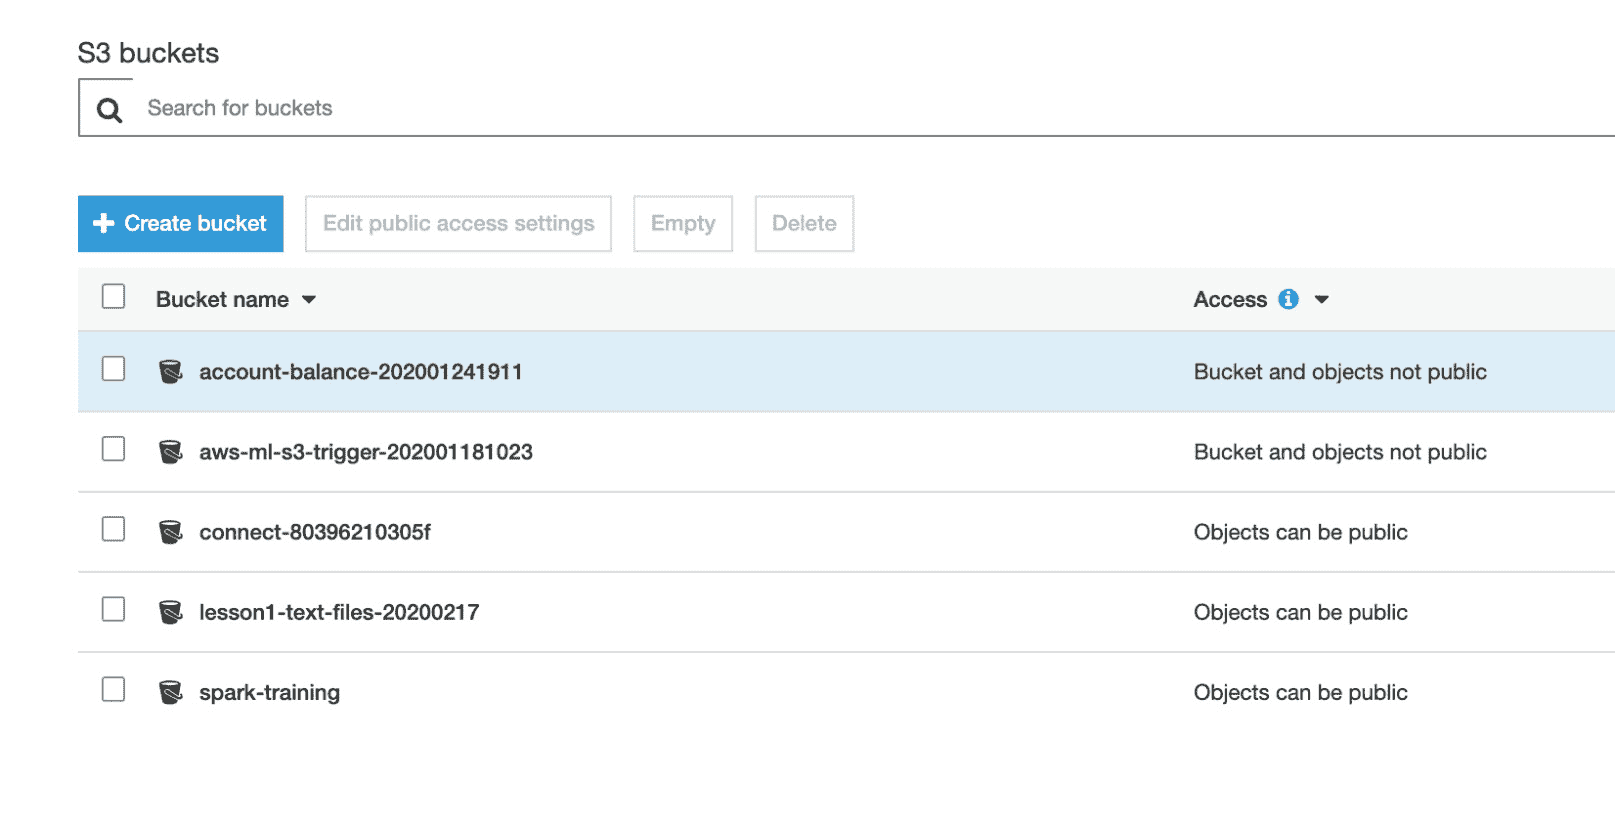 S3 buckets
Search for buckets
Create bucket Edit public access settings Empty Delete
Bucket name Access
account-balance-202001241911 Bucket and objects not public
aws-ml-s3-trigger-202001181023 Bucket and objects not public
connect-80396210305f Objects can be public
lesson1-text-files-20200217 Objects can be public
spark-training Objects can be public